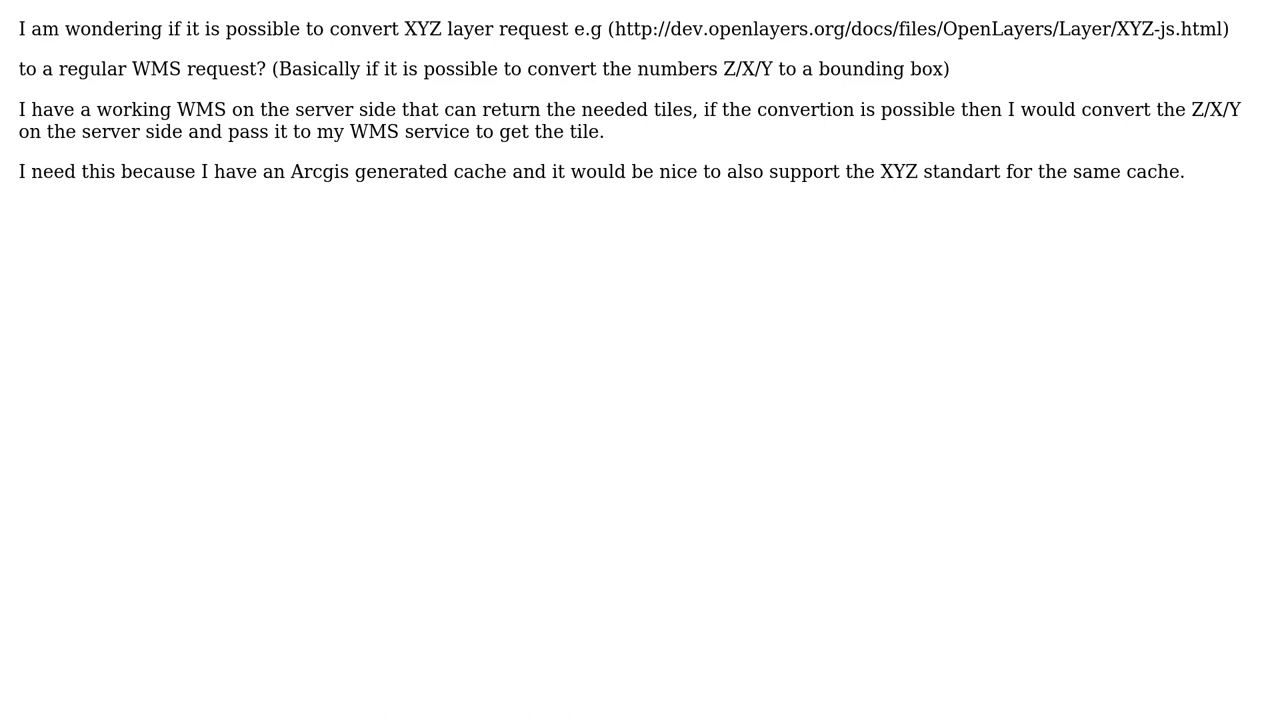 I am wondering if it is possible to convert XYZ layer request e.g (http://dev.openlayers.org/docs/files/OpenLayers/Layer/XYZ-js.html)
to a regular WMS request? (Basically if it is possible to convert the numbers Z/X/Y to a bounding box)
I have a working WMS on the server side that can return the needed tiles, if the convertion is possible then I would convert the Z/X/Y
on the server side and pass it to my WMS service to get the tile.
I need this because I have an Arcgis generated cache and it would be nice to also support the XYZ standart for the same cache.